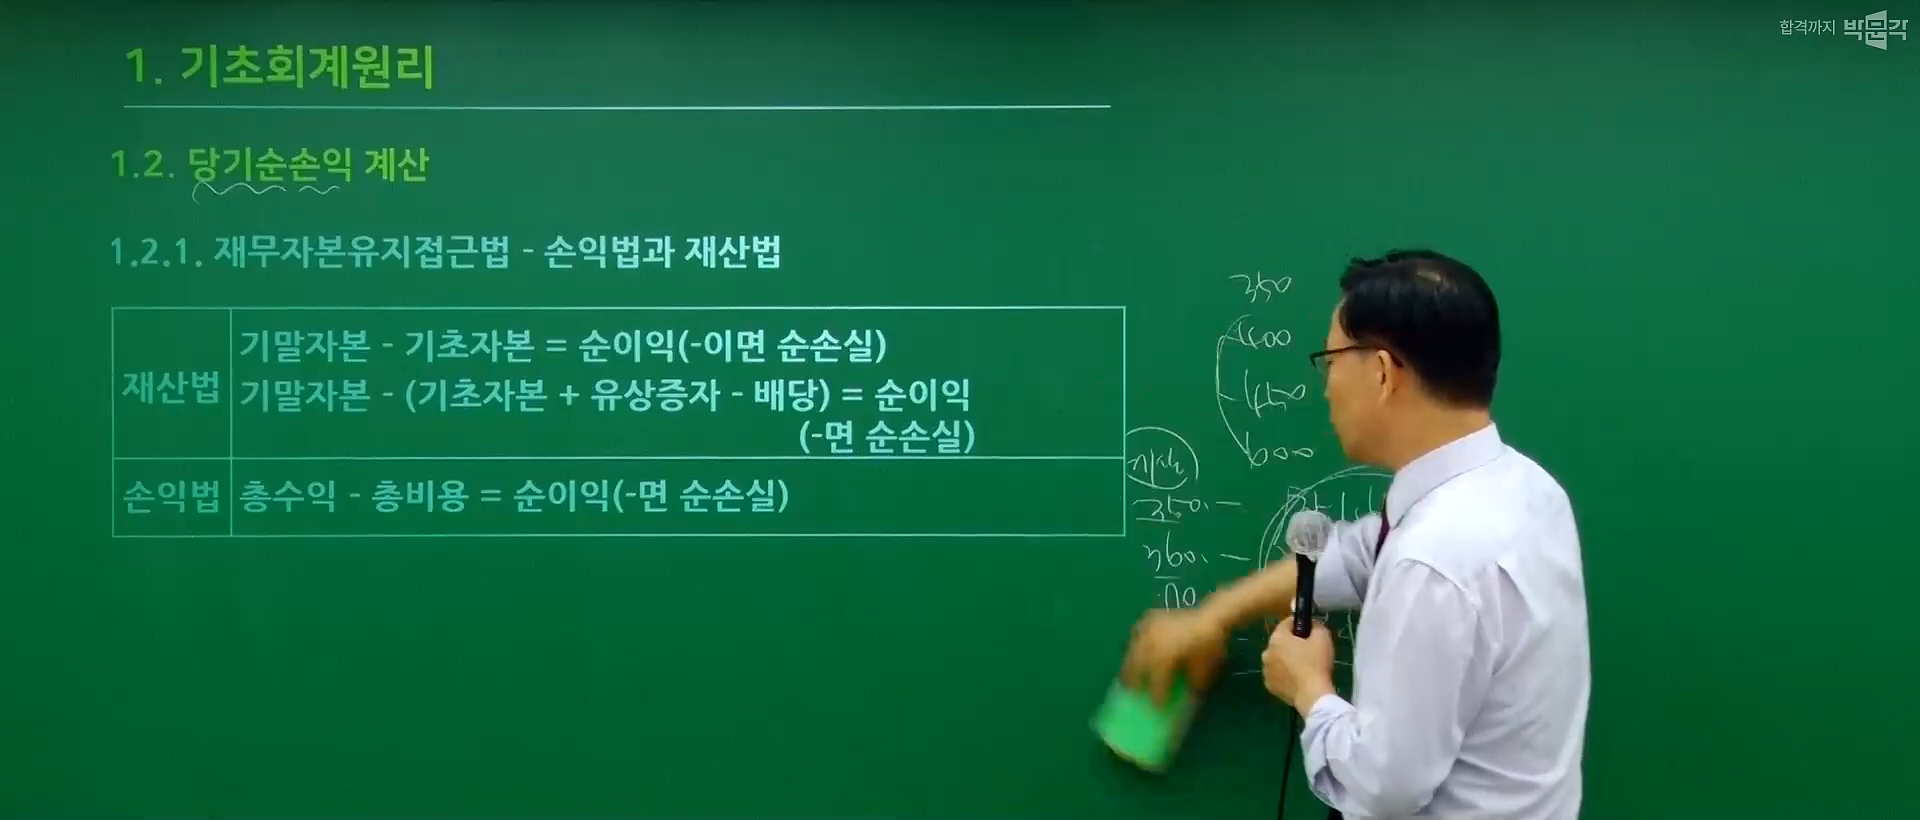 합격까지 박문각
1. 기초회계원리
1.2. 당기순손익 계산
1.2.1. 재무자본유지접근법 - 손익법과 재산법
재산법
기말자본 - 기초자본 = 순이익(-이면 순손실)
기말자본 - (기초자본 + 유상증자 - 배당) = 순이익
(-면 순손실)
손익법 총수익 - 총비용 = 순이익(-면 순손실)
350
400
450
600
기산
350. -
360. -